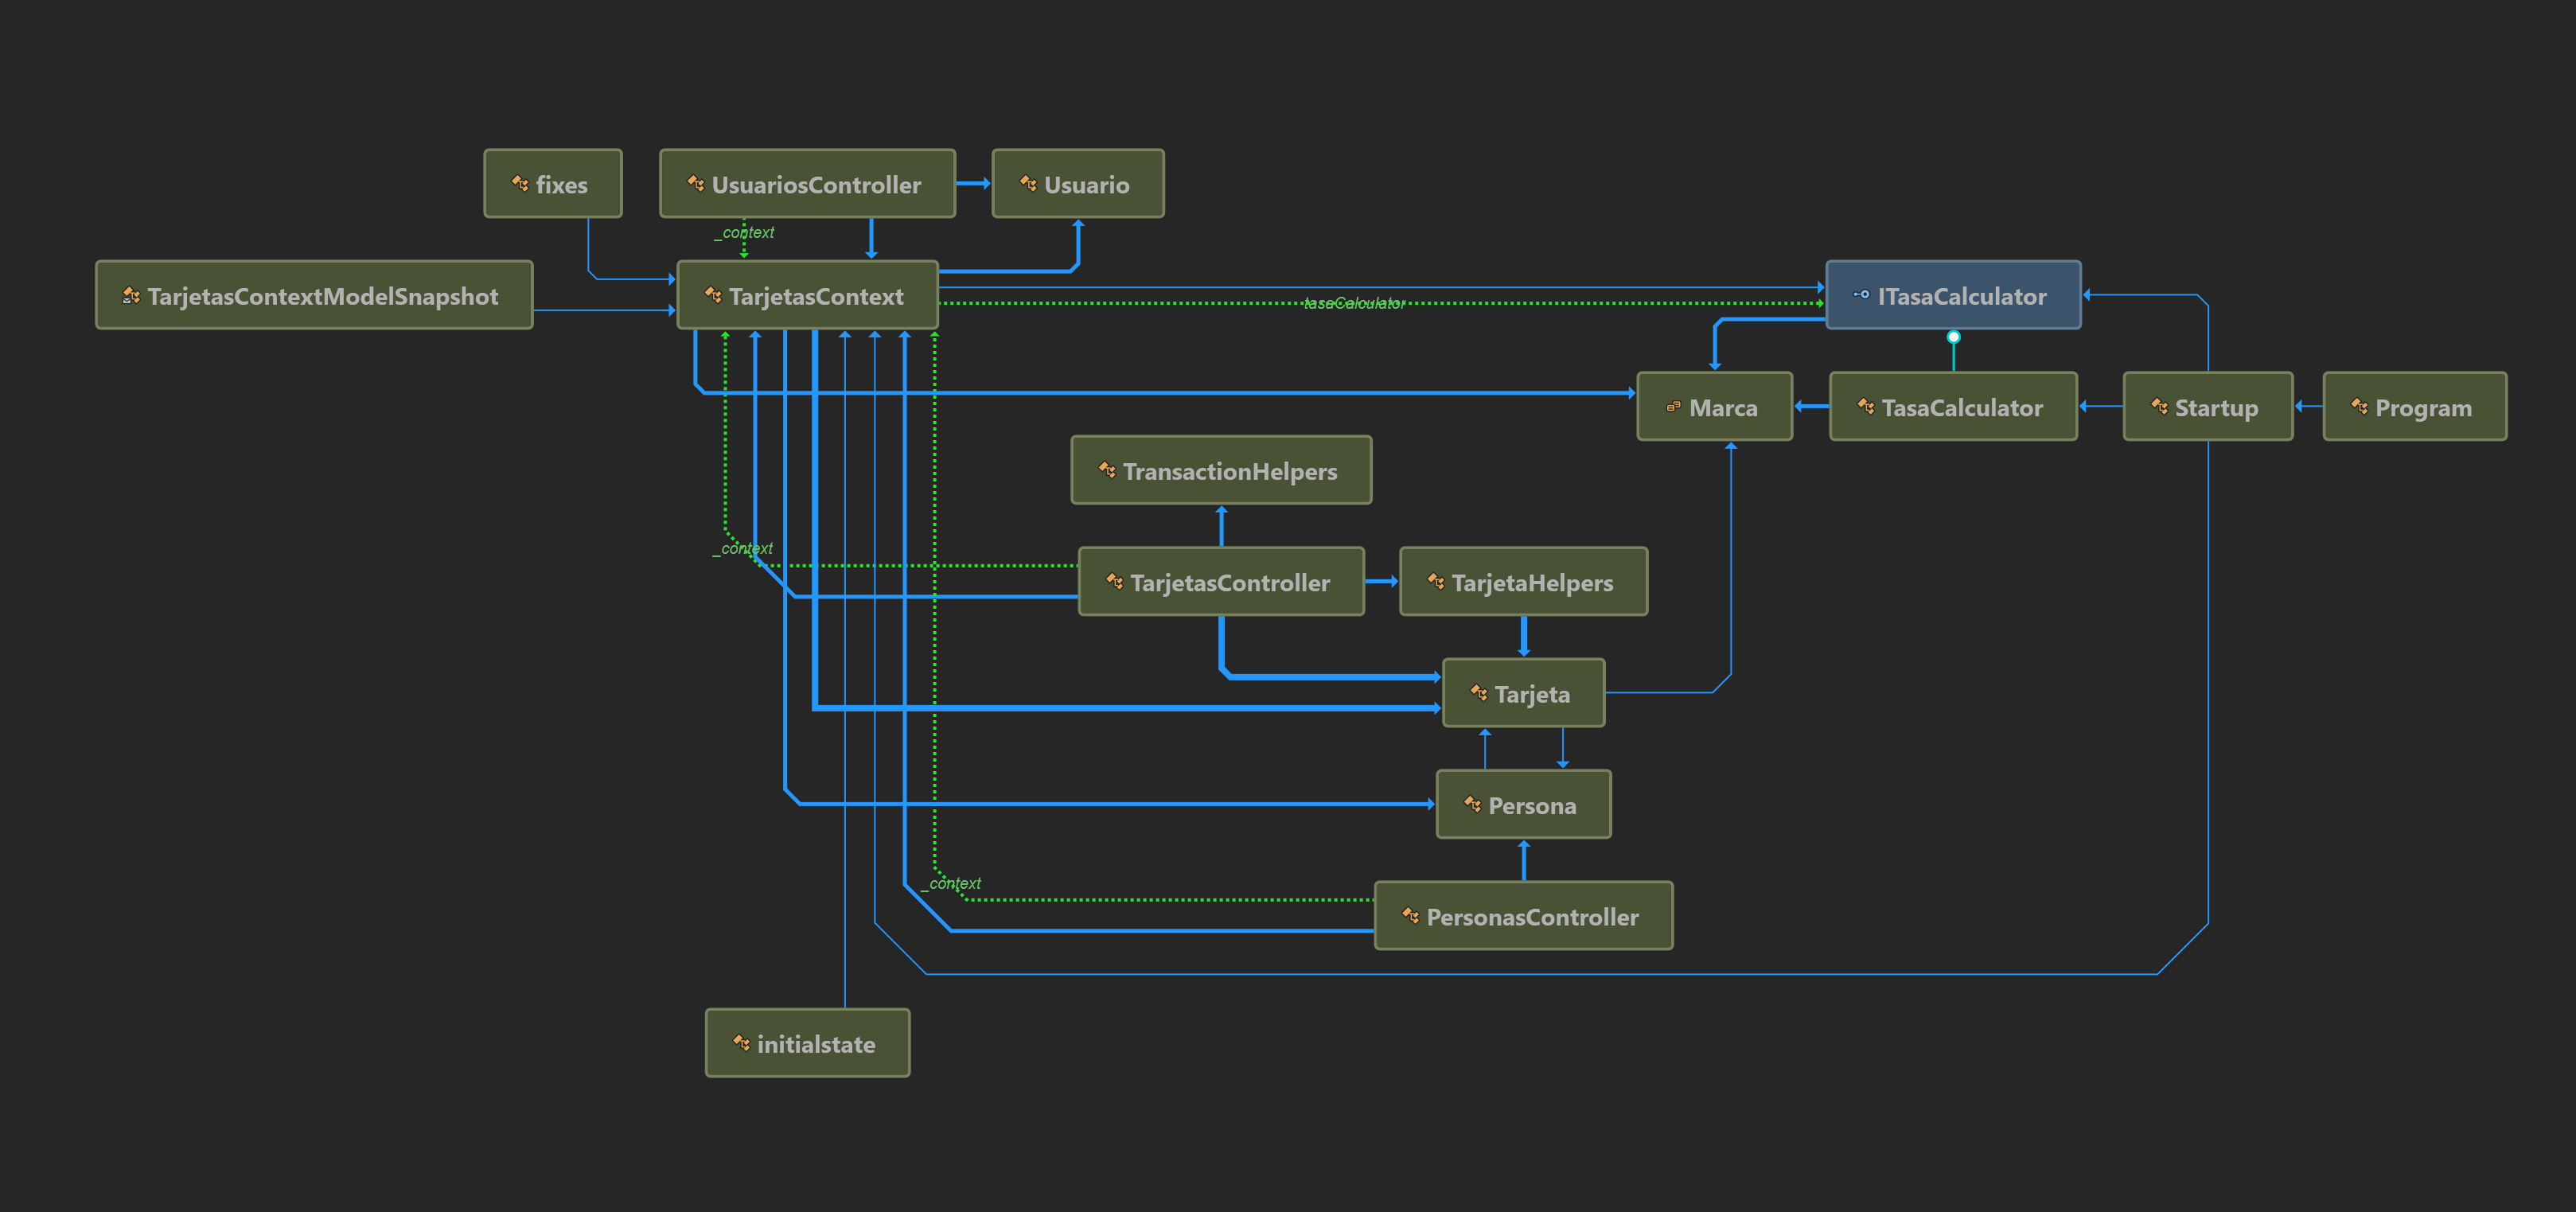 fixes
UsuariosController
Usuario
_context
TarjetasContextModelSnapshot
TarjetasContext
ITasaCalculator
tasaCalculator
Marca
TasaCalculator
Startup
Program
TransactionHelpers
_context
TarjetasController
TarjetaHelpers
Tarjeta
Persona
_context
PersonasController
initialstate